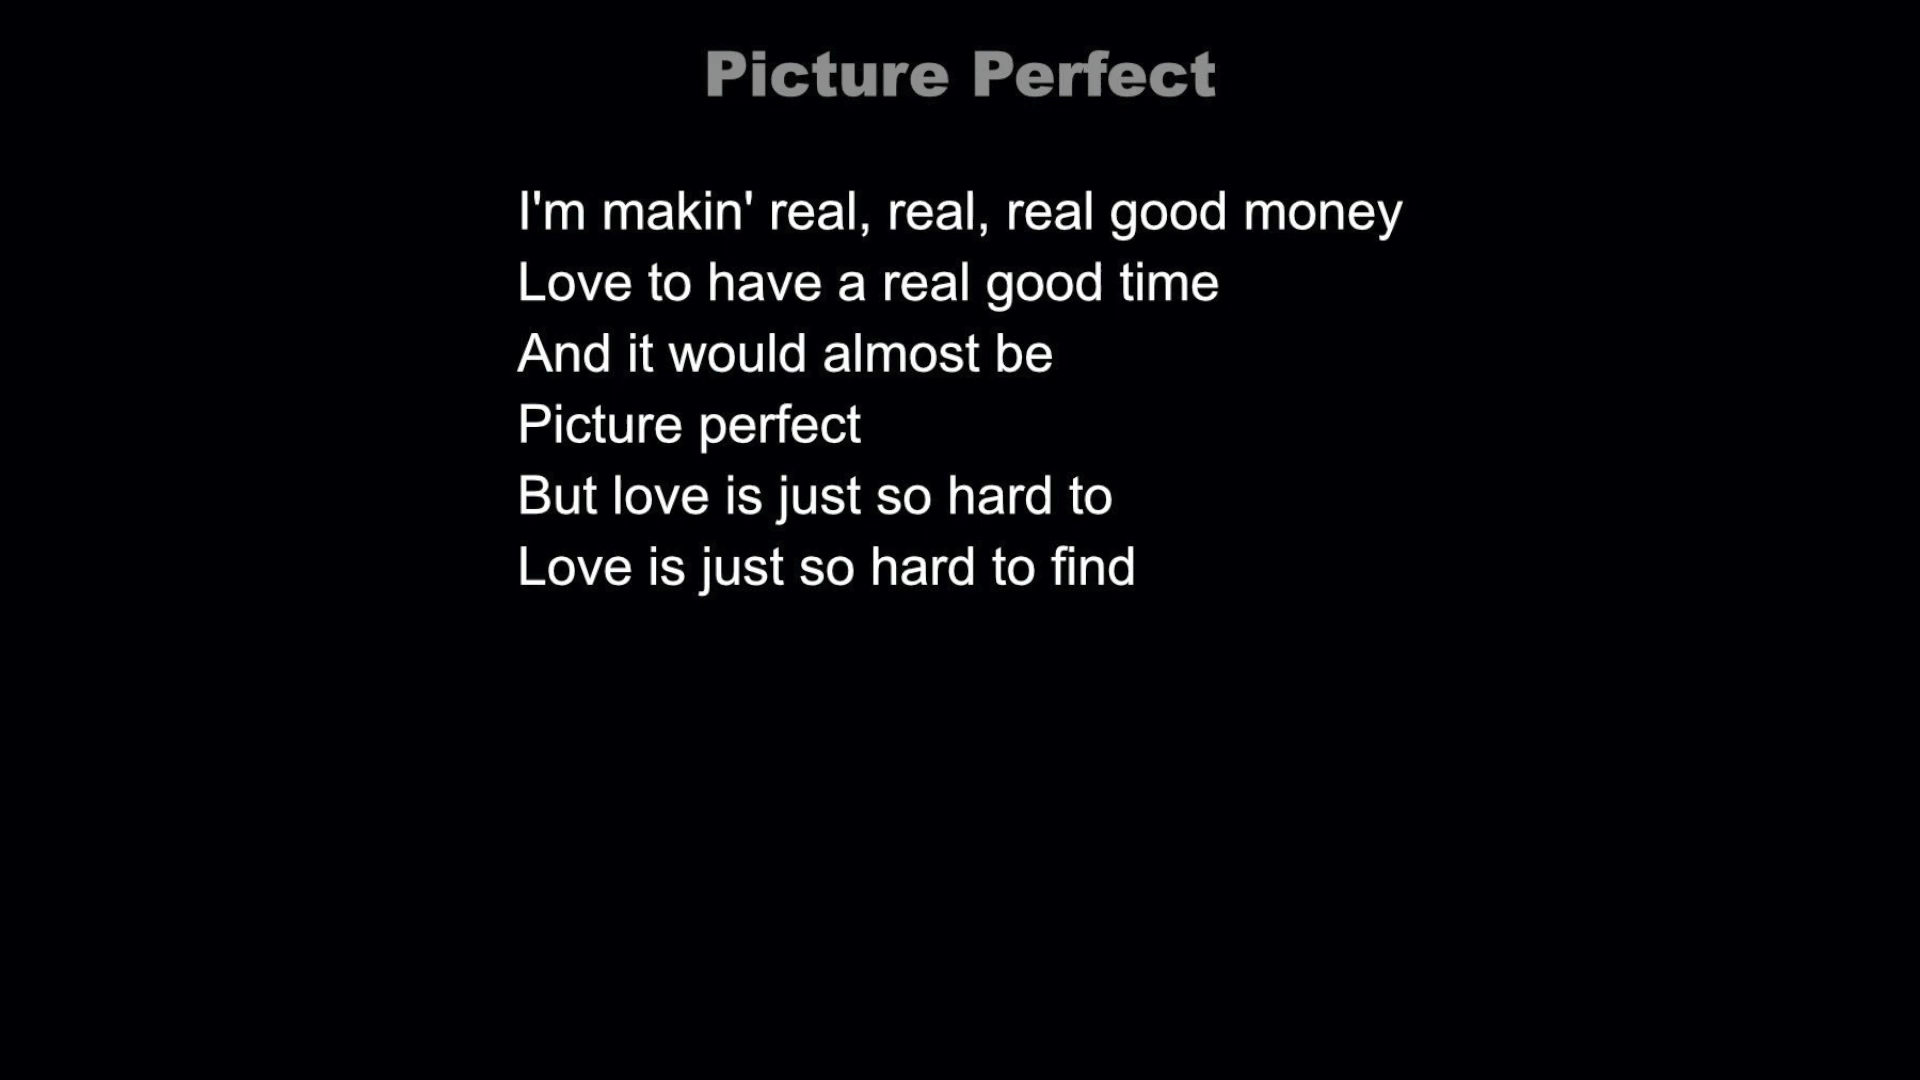 Picture Perfect
I'm makin' real, real, real good money
Love to have a real good time
And it would almost be
Picture perfect
But love is just so hard to
Love is just so hard to find